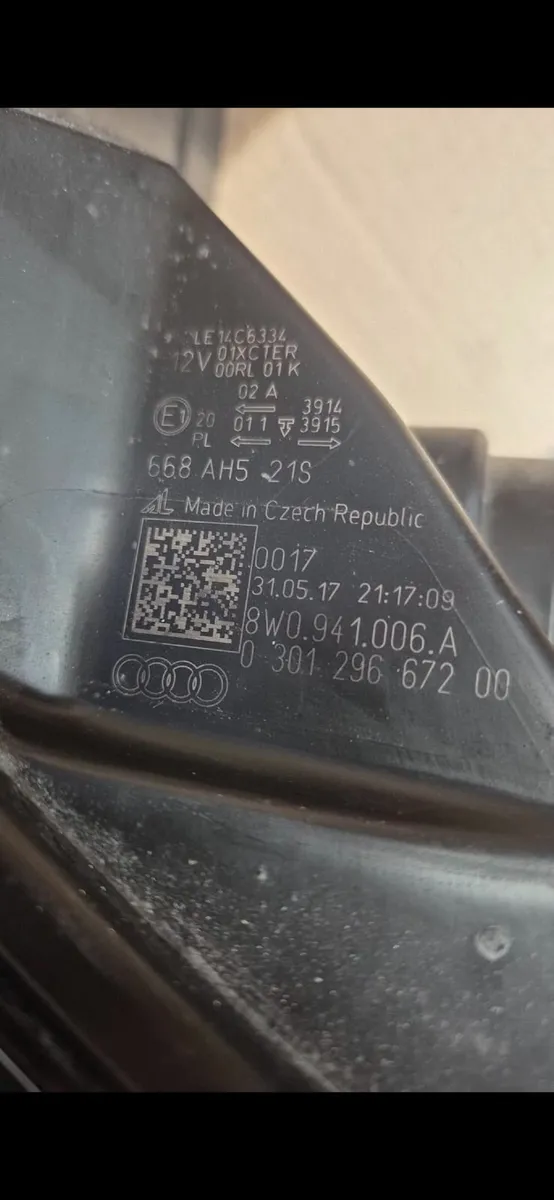 LE14C6334
12V 01XCTER
00RL 01K
02 A
E1 20 ← 3914
011 3915
PL ← →
668 AH5 21S
AL Made in Czech Republic
0017
31.05.17 21:17:09
8W0.941.006.A
0 301 296 672 00